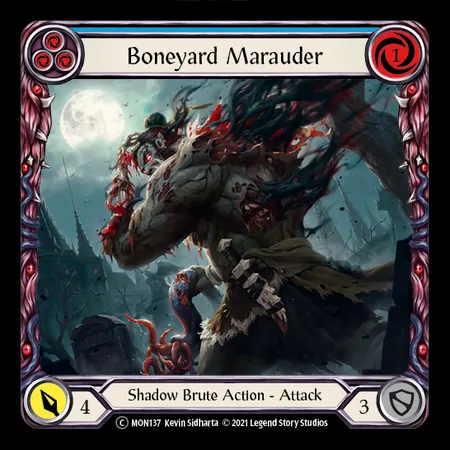 Boneyard Marauder
1
4
Shadow Brute Action - Attack
3
C MON137 Kevin Sidharta © 2021 Legend Story Studios